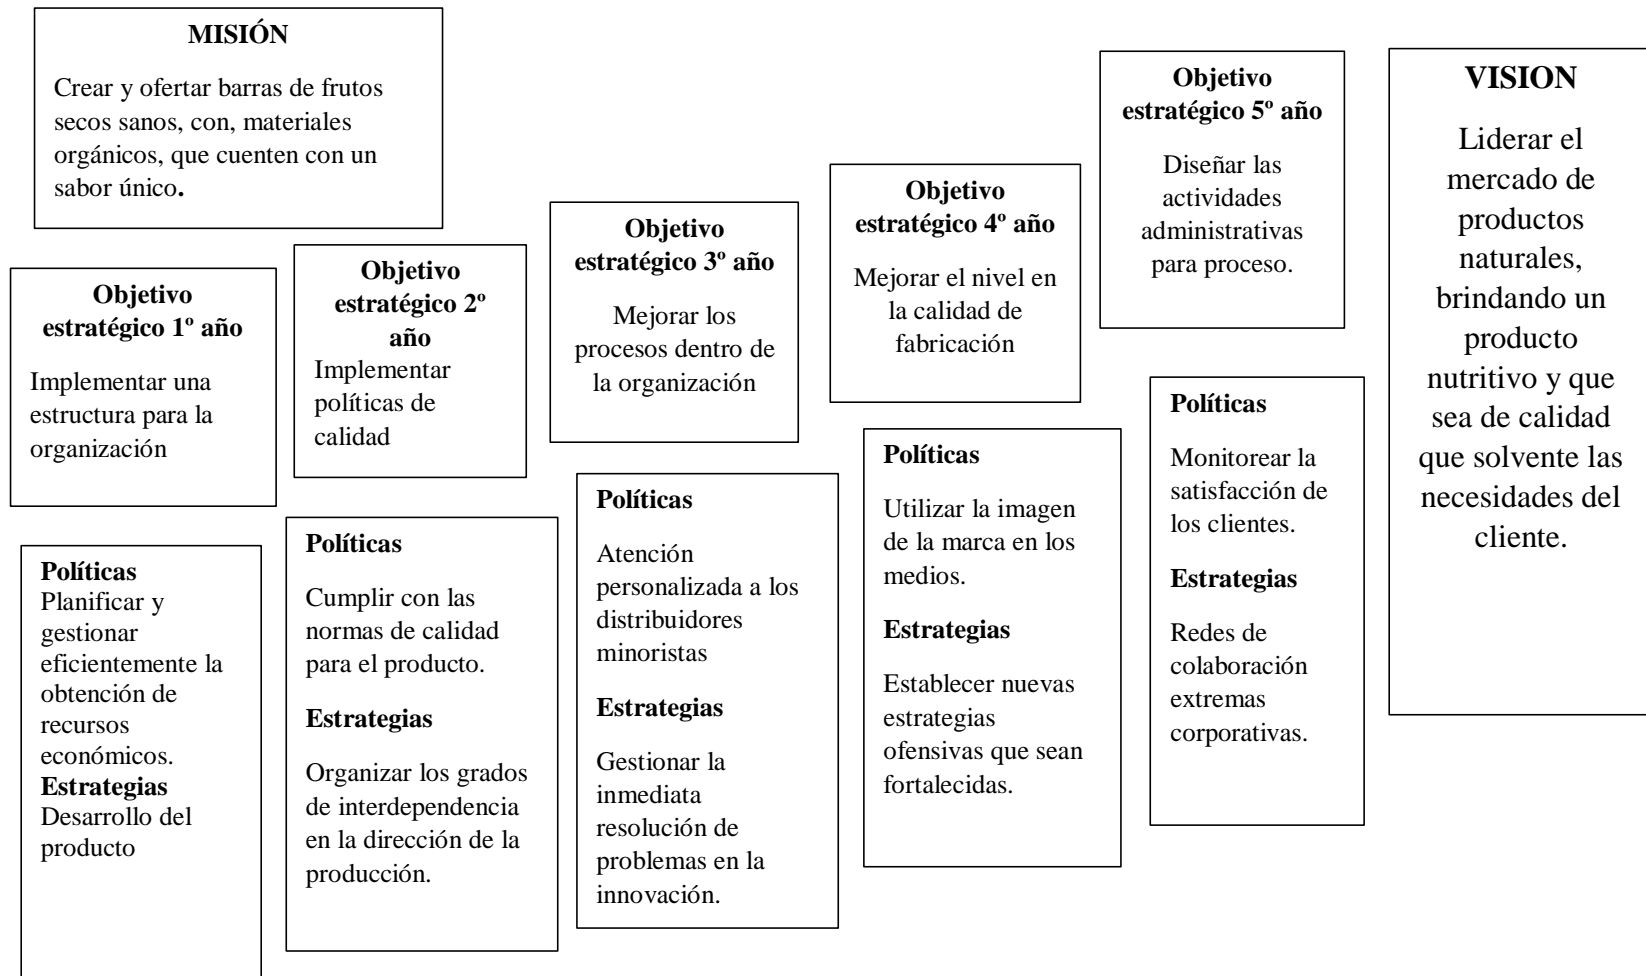 MISIÓN
Crear y ofertar barras de frutos
secos sanos, con, materiales
orgánicos, que cuenten con un
sabor único.
Objetivo
estratégico 1º año
Implementar una
estructura para la
organización
Políticas
Planificar y
gestionar
eficientemente la
obtención de
recursos
económicos.
Estrategias
Desarrollo del
producto
Objetivo
estratégico 2º
año
Implementar
políticas de
calidad
Políticas
Cumplir con las
normas de calidad
para el producto.
Estrategias
Organizar los grados
de interdependencia
en la dirección de la
producción.
Objetivo
estratégico 3º año
Mejorar los
procesos dentro de
la organización
Políticas
Atención
personalizada a los
distribuidores
minoristas
Estrategias
Gestionar la
inmediata
resolución de
problemas en la
innovación.
Objetivo
estratégico 4º año
Mejorar el nivel en
la calidad de
fabricación
Políticas
Utilizar la imagen
de la marca en los
medios.
Estrategias
Establecer nuevas
estrategias
ofensivas que sean
fortalecidas.
Objetivo
estratégico 5º año
Diseñar las
actividades
administrativas
para proceso.
Políticas
Monitorear la
satisfacción de
los clientes.
Estrategias
Redes de
colaboración
extremas
corporativas.
VISION
Liderar el
mercado de
productos
naturales,
brindando un
producto
nutritivo y que
sea de calidad
que solvente las
necesidades del
cliente.